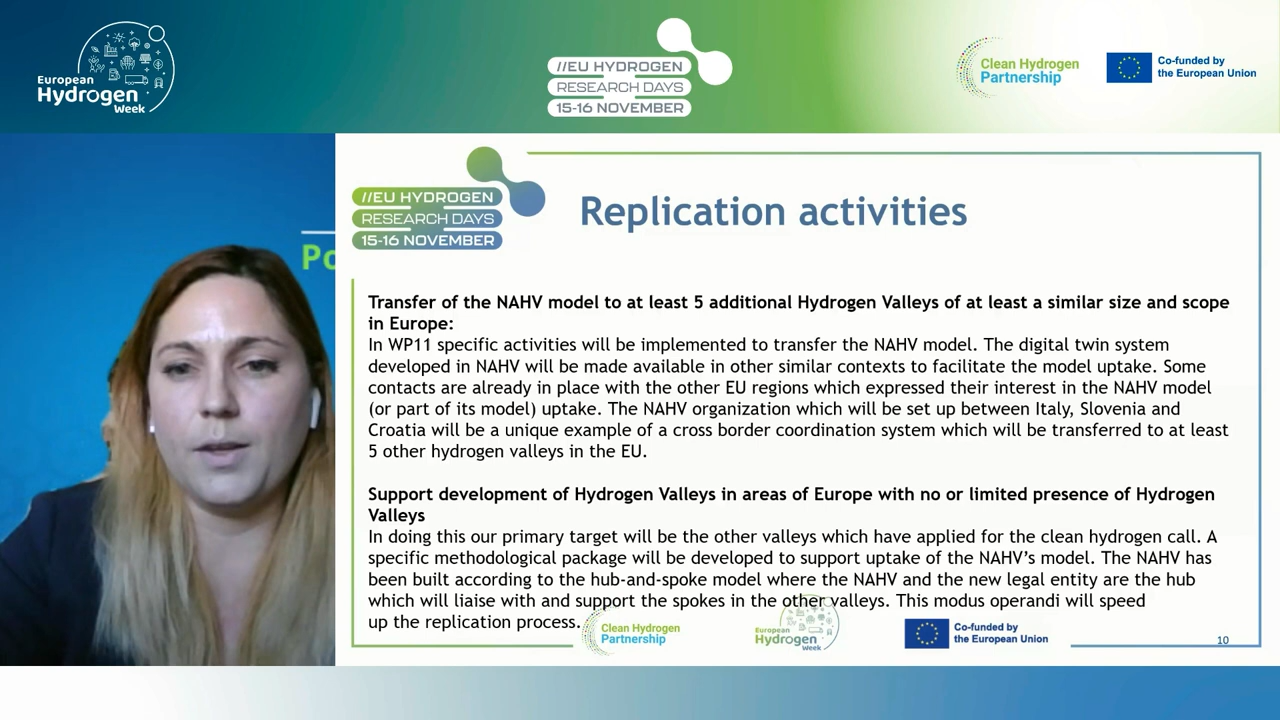 European
Hydrogen
Week
//EU HYDROGEN
RESEARCH DAYS
15-16 NOVEMBER
Clean Hydrogen
Partnership
Co-funded by
the European Union
Po
//EU HYDROGEN
RESEARCH DAYS
15-16 NOVEMBER
Replication activities
Transfer of the NAHV model to at least 5 additional Hydrogen Valleys of at least a similar size and scope
in Europe:
In WP11 specific activities will be implemented to transfer the NAHV model. The digital twin system
developed in NAHV will be made available in other similar contexts to facilitate the model uptake. Some
contacts are already in place with the other EU regions which expressed their interest in the NAHV model
(or part of its model) uptake. The NAHV organization which will be set up between Italy, Slovenia and
Croatia will be a unique example of a cross border coordination system which will be transferred to at least
5 other hydrogen valleys in the EU.
Support development of Hydrogen Valleys in areas of Europe with no or limited presence of Hydrogen
Valleys
In doing this our primary target will be the other valleys which have applied for the clean hydrogen call. A
specific methodological package will be developed to support uptake of the NAHV's model. The NAHV has
been built according to the hub-and-spoke model where the NAHV and the new legal entity are the hub
which will liaise with and support the spokes in the other valleys. This modus operandi will speed
up the replication process.
Clean Hydrogen
Partnership
European
Hydrogen
Week
Co-funded by
the European Union
10